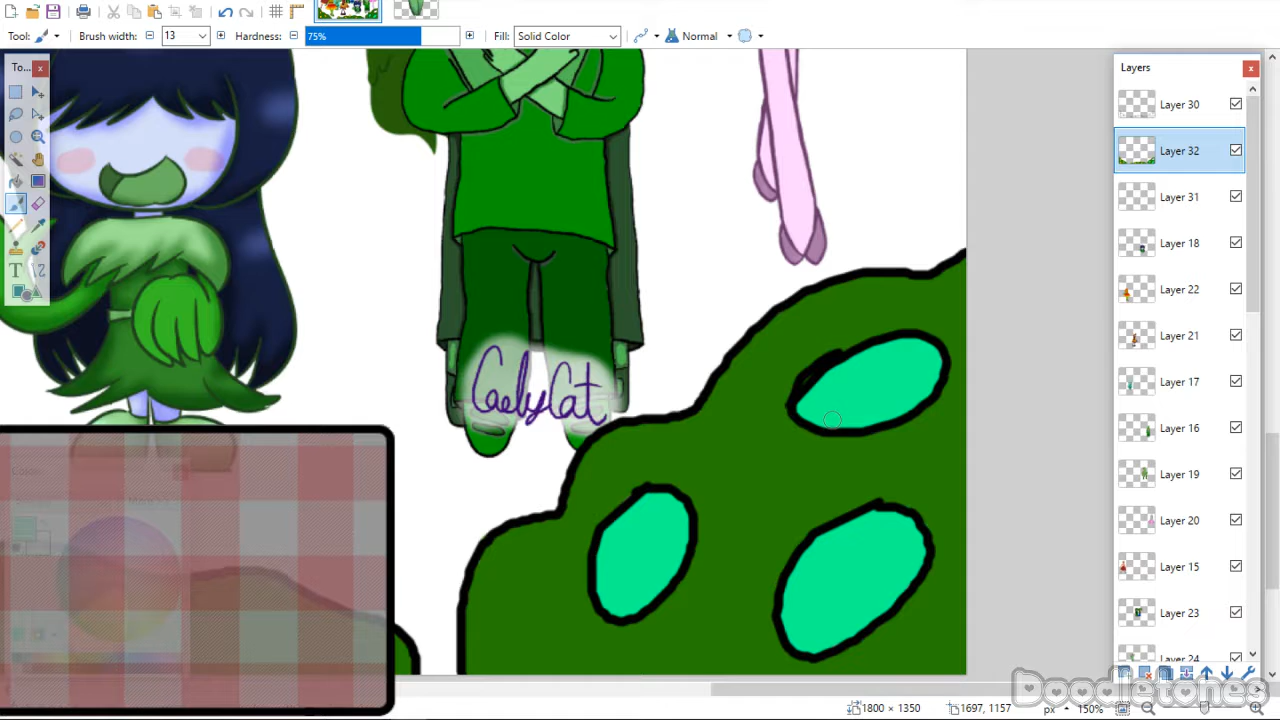 Tool: Brush width: 13 Hardness: 75% Fill: Solid Color Normal
To...
Layers
Layer 30
Layer 32
Layer 31
Layer 18
Layer 22
Layer 21
Layer 17
Layer 16
Layer 19
Layer 20
Layer 15
Layer 23
Layer 24
CaelyCat
Doodletones
1800 × 1350 1697, 1157 px 150%